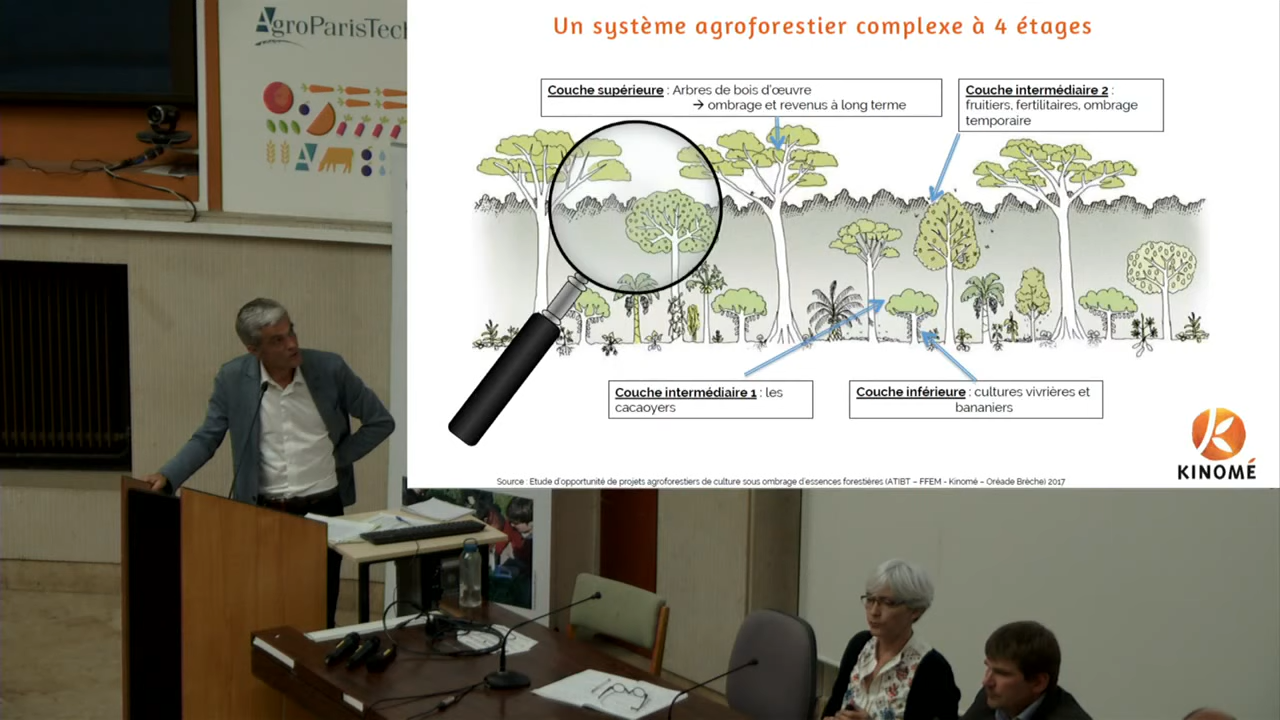 AgroParisTech
Un système agroforestier complexe à 4 étages
Couche supérieure : Arbres de bois d'œuvre
→ ombrage et revenus à long terme
Couche intermédiaire 2 :
fruitiers, fertilitaires, ombrage
temporaire
Couche intermédiaire 1 : les
cacaoyers
Couche inférieure : cultures vivrières et
bananiers
KINOMÉ
Source : Etude d'opportunité de projets agroforestiers de culture sous ombrage d'essences forestières (ATIBT – FFEM - Kinomé – Oréade Brèche) 2017